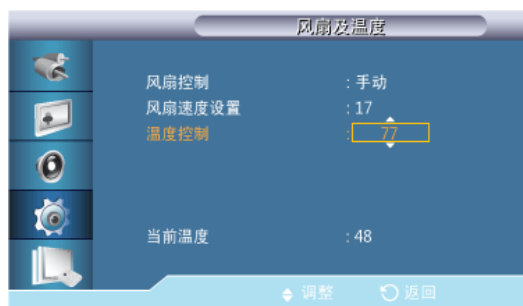 风扇及温度
风扇控制 : 手动
风扇速度设置 : 17
温度控制 : 77
当前温度 : 48
调整 返回